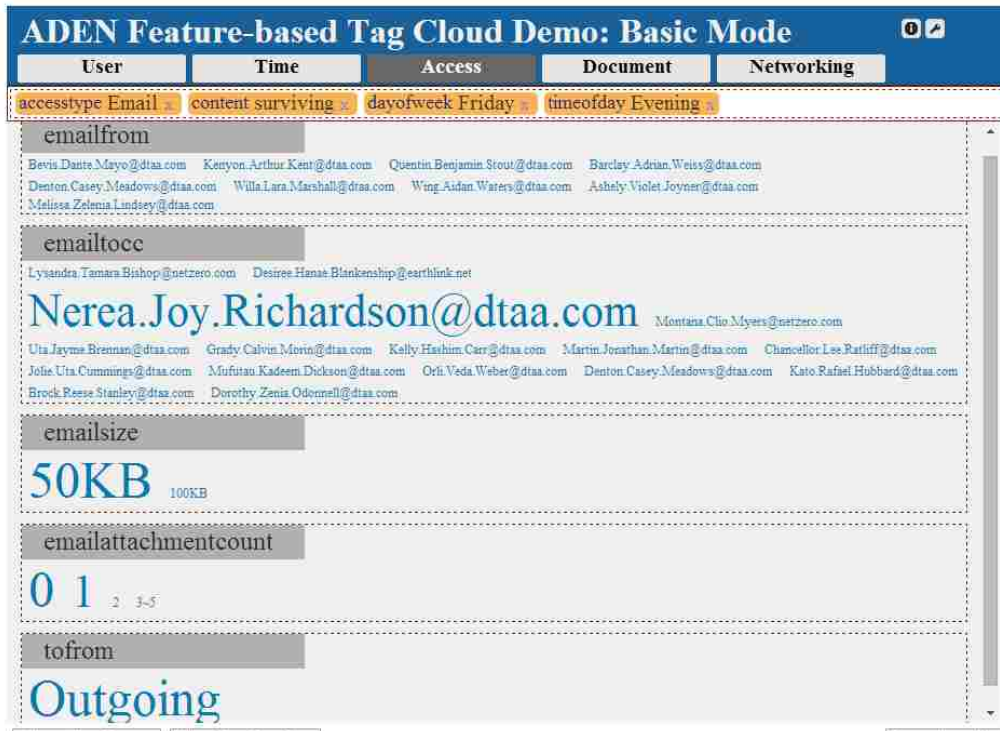 ADEN Feature-based Tag Cloud Demo: Basic Mode
User Time Access Document Networking
accesstype Email x content surviving x dayofweek Friday x timeofday Evening x
emailfrom
Bevis.Dante.Mayo@dtaa.com Kenyon.Arthur.Kent@dtaa.com Quentin.Benjamin.Stout@dtaa.com Barclay.Adrian.Weiss@dtaa.com
Denton.Casey.Meadows@dtaa.com Willa.Lara.Marshall@dtaa.com Wing.Aidan.Waters@dtaa.com Ashely.Violet.Joyner@dtaa.com
Melissa.Zelenia.Lindsey@dtaa.com
emailtocc
Lysandra.Tamara.Bishop@netzero.com Desiree.Hanae.Blankenship@earthlink.net
Nerea.Joy.Richardson@dtaa.com Montana.Clio.Myers@netzero.com
Uta.Jayme.Brennan@dtaa.com Grady.Calvin.Morin@dtaa.com Kelly.Hashim.Carr@dtaa.com Martin.Jonathan.Martin@dtaa.com Chancellor.Lee.Ratliff@dtaa.com
Jolie.Uta.Cummings@dtaa.com Mufutau.Kadeem.Dickson@dtaa.com Orli.Veda.Weber@dtaa.com Denton.Casey.Meadows@dtaa.com Kato.Rafael.Hubbard@dtaa.com
Brock.Reese.Stanley@dtaa.com Dorothy.Zenia.Odonnell@dtaa.com
emailsize
50KB 100KB
emailattachmentcount
0 1 2 3~5
tofrom
Outgoing